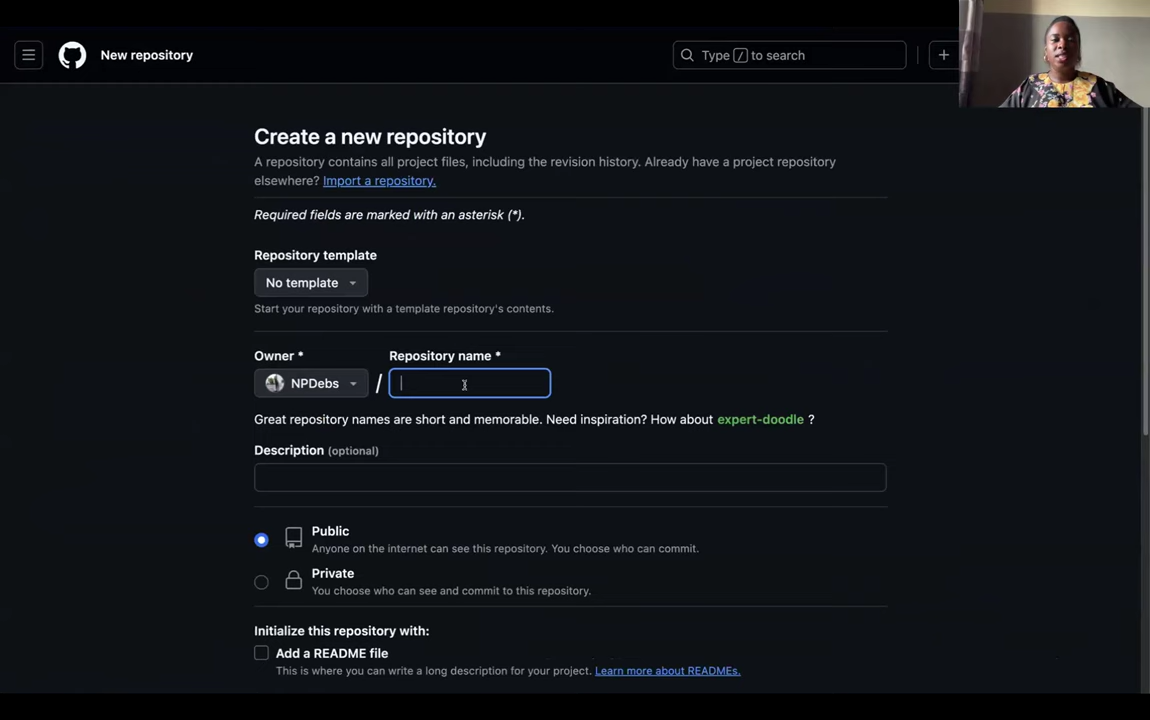 New repository
Type / to search
Create a new repository
A repository contains all project files, including the revision history. Already have a project repository
elsewhere? Import a repository.
Required fields are marked with an asterisk (*).
Repository template
No template
Start your repository with a template repository's contents.
Owner * Repository name *
NPDebs /
Great repository names are short and memorable. Need inspiration? How about expert-doodle ?
Description (optional)
Public
Anyone on the internet can see this repository. You choose who can commit.
Private
You choose who can see and commit to this repository.
Initialize this repository with:
Add a README file
This is where you can write a long description for your project. Learn more about READMEs.